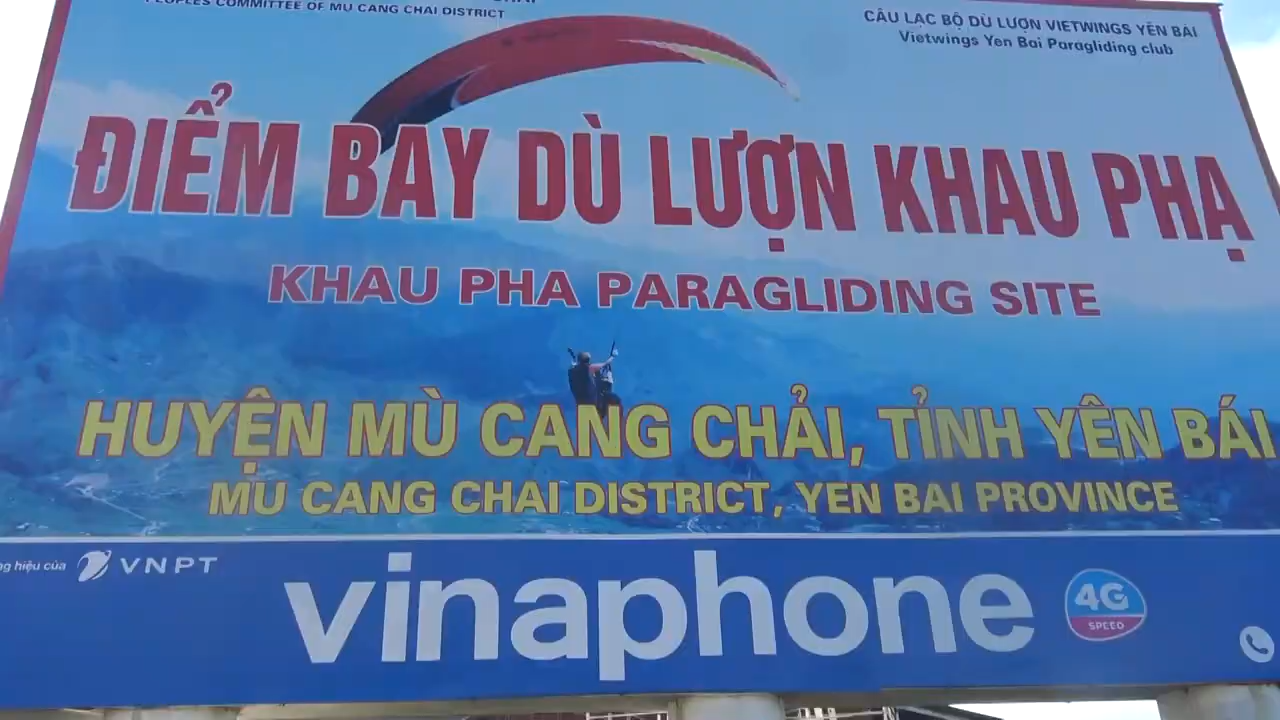 PEOPLES COMMITTEE OF MU CANG CHAI DISTRICT
CÂU LẠC BỘ DÙ LƯỢN VIETWINGS YÊN BÁI
Vietwings Yen Bai Paragliding club
ĐIỂM BAY DÙ LƯỢN KHAU PHẠ
KHAU PHA PARAGLIDING SITE
HUYỆN MÙ CANG CHẢI, TỈNH YÊN BÁI
MU CANG CHAI DISTRICT, YEN BAI PROVINCE
hiệu của VNPT
vinaphone 4G
SPEED